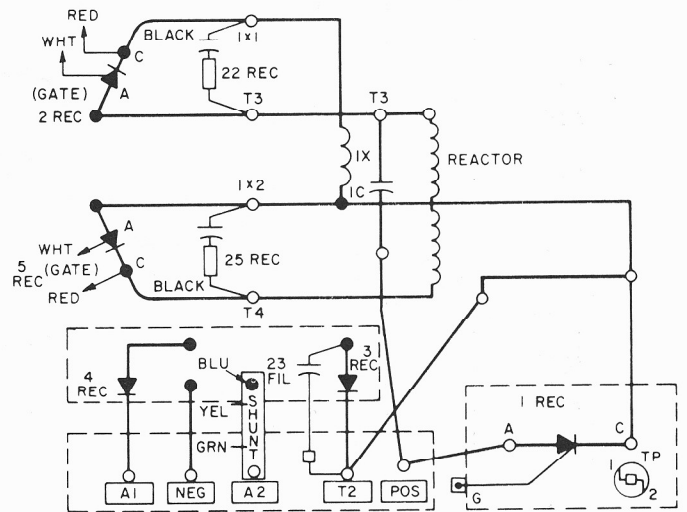 RED
WHT
BLACK
C
1X1
(GATE)
A
22 REC
2 REC
T3
T3
1X
REACTOR
1C
1X2
A
WHT
5
REC
(GATE)
C
25 REC
RED
BLACK
T4
4
REC
BLU
23
FIL
3
REC
YEL
SHUNT
GRN
1 REC
A
C
TP
1
2
G
A1
NEG
A2
T2
POS